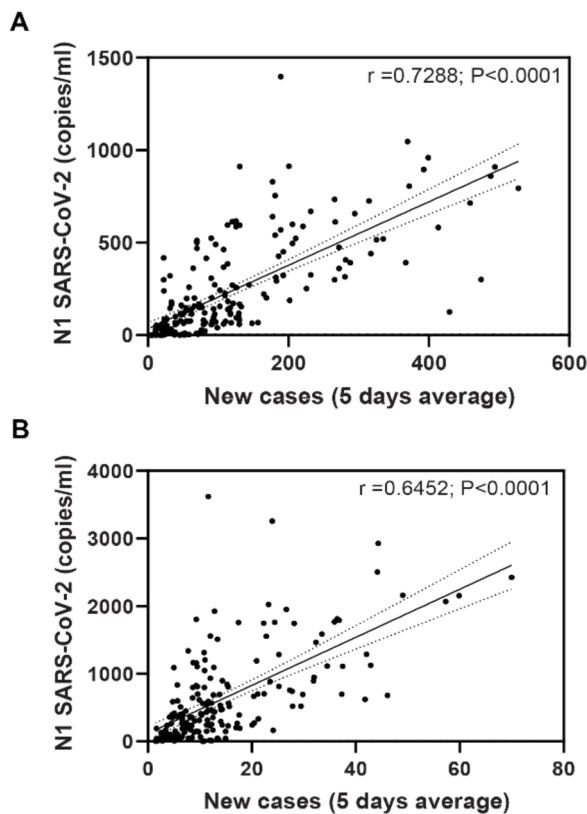 A
r =0.7288; P<0.0001
N1 SARS-CoV-2 (copies/ml)
1500
1000
500
0
0 200 400 600
New cases (5 days average)
B
r =0.6452; P<0.0001
N1 SARS-CoV-2 (copies/ml)
4000
3000
2000
1000
0
0 20 40 60 80
New cases (5 days average)